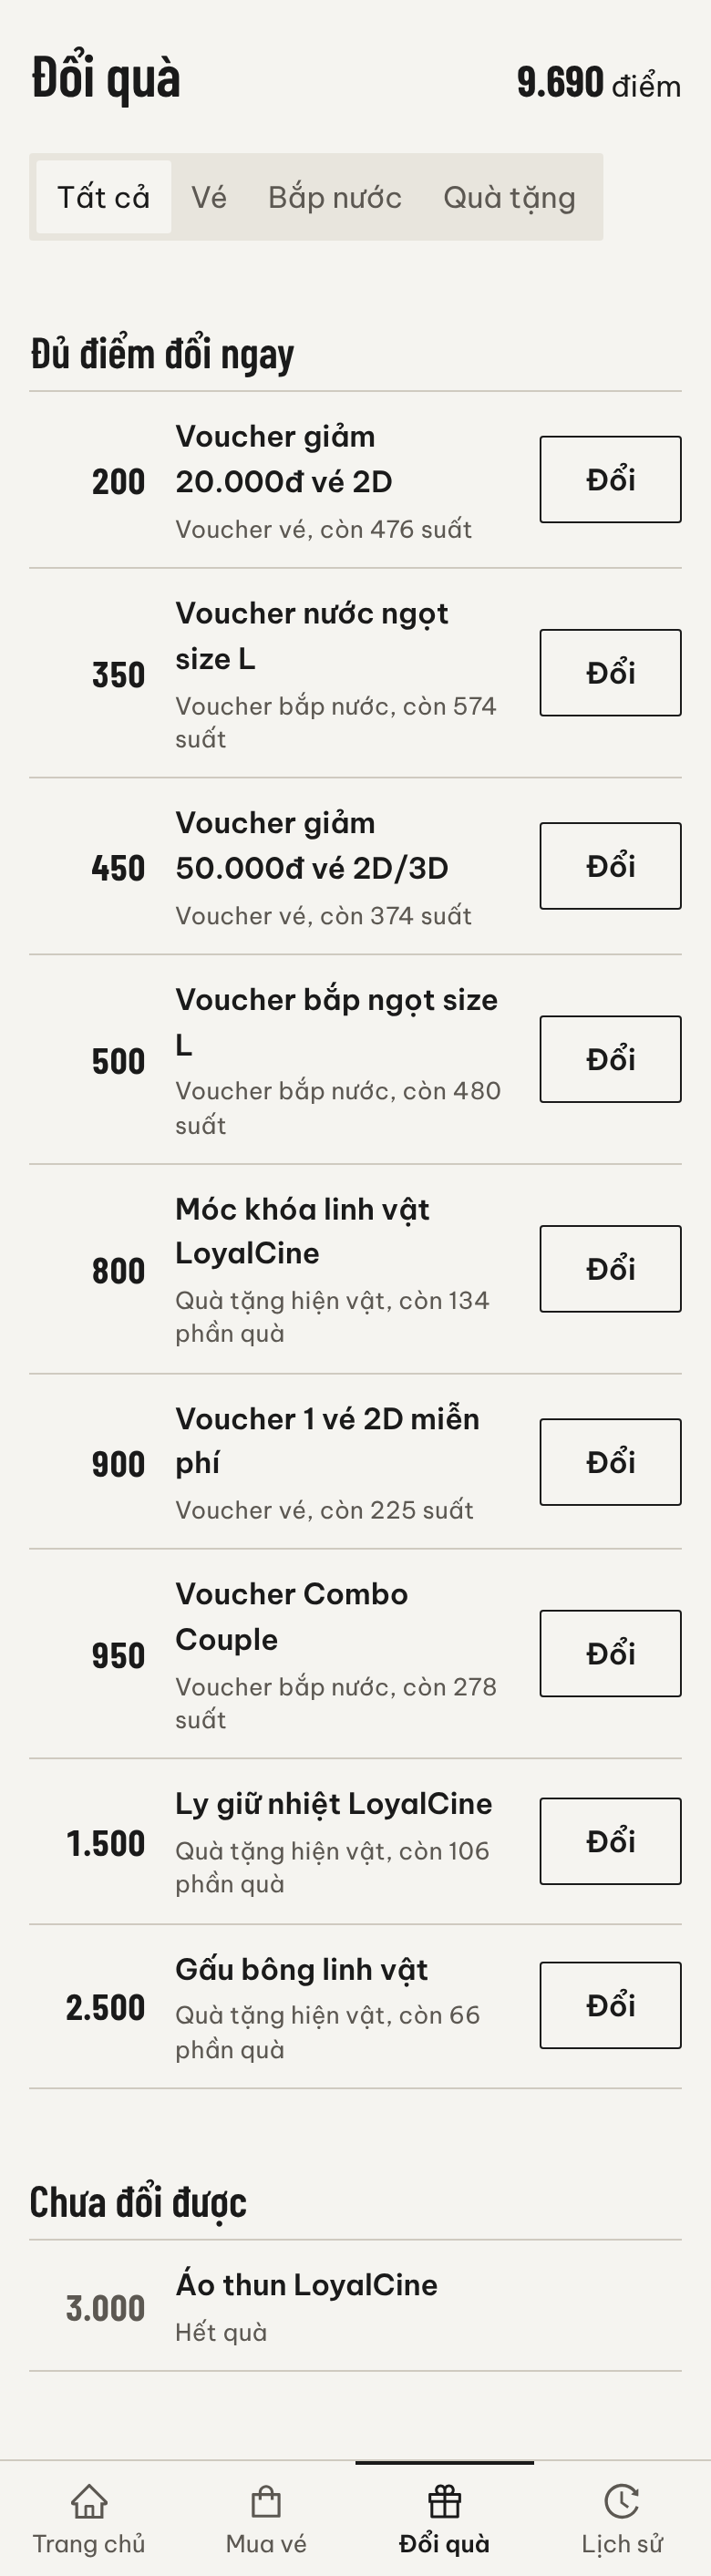 Đổi quà
9.690 điểm
Tất cả
Vé
Bắp nước
Quà tặng
Đủ điểm đổi ngay
200
Voucher giảm
20.000đ vé 2D
Voucher vé, còn 476 suất
Đổi
350
Voucher nước ngọt
size L
Voucher bắp nước, còn 574
suất
Đổi
450
Voucher giảm
50.000đ vé 2D/3D
Voucher vé, còn 374 suất
Đổi
500
Voucher bắp ngọt size
L
Voucher bắp nước, còn 480
suất
Đổi
800
Móc khóa linh vật
LoyalCine
Quà tặng hiện vật, còn 134
phần quà
Đổi
900
Voucher 1 vé 2D miễn
phí
Voucher vé, còn 225 suất
Đổi
950
Voucher Combo
Couple
Voucher bắp nước, còn 278
suất
Đổi
1.500
Ly giữ nhiệt LoyalCine
Quà tặng hiện vật, còn 106
phần quà
Đổi
2.500
Gấu bông linh vật
Quà tặng hiện vật, còn 66
phần quà
Đổi
Chưa đổi được
3.000
Áo thun LoyalCine
Hết quà
Trang chủ
Mua vé
Đổi quà
Lịch sử